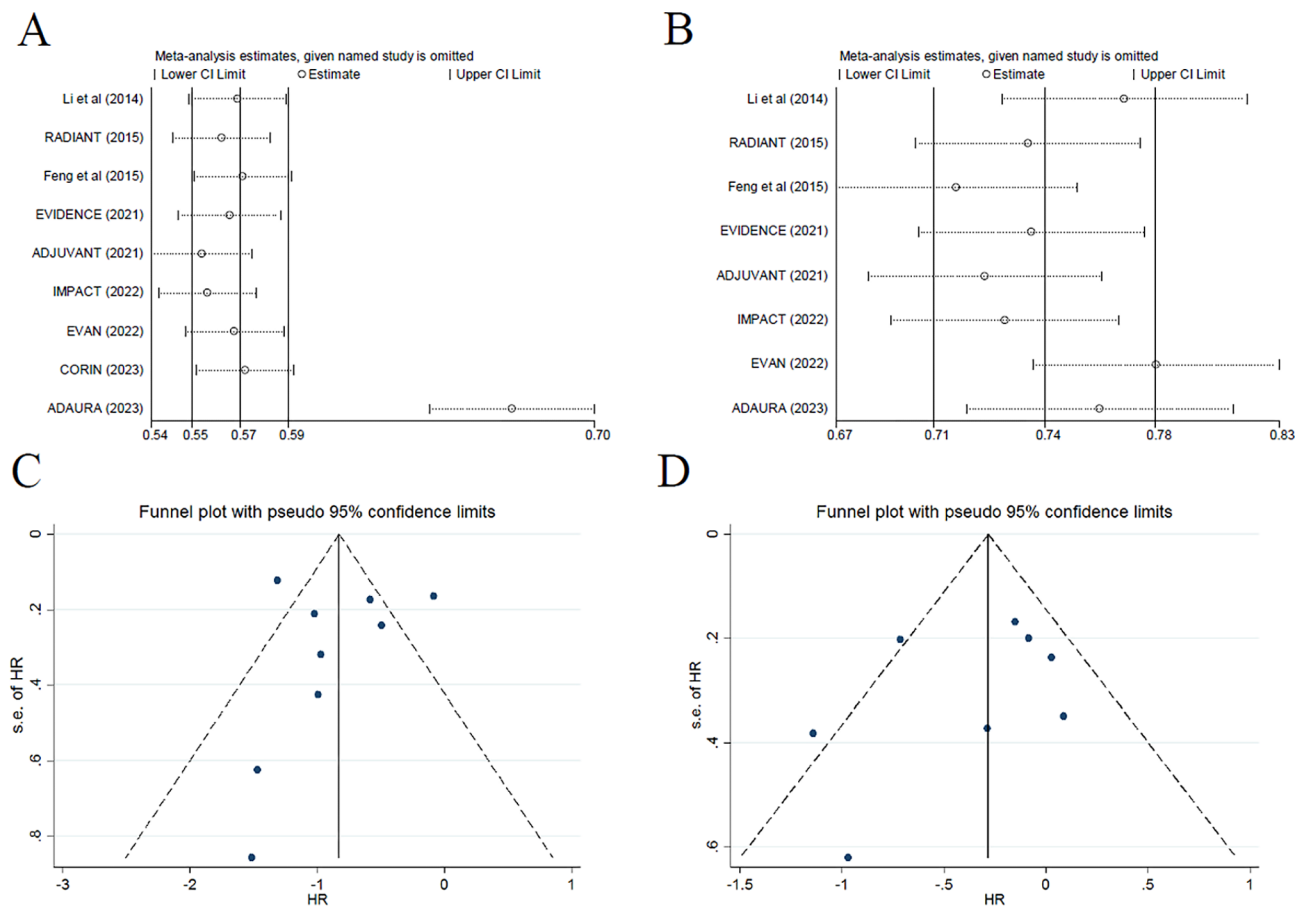 A
Meta-analysis estimates, given named study is omitted
| Lower CI Limit ○ Estimate | Upper CI Limit
Li et al (2014)
RADIANT (2015)
Feng et al (2015)
EVIDENCE (2021)
ADJUVANT (2021)
IMPACT (2022)
EVAN (2022)
CORIN (2023)
ADAURA (2023)
0.54 0.55 0.57 0.59 0.70
B
Meta-analysis estimates, given named study is omitted
| Lower CI Limit ○ Estimate | Upper CI Limit
Li et al (2014)
RADIANT (2015)
Feng et al (2015)
EVIDENCE (2021)
ADJUVANT (2021)
IMPACT (2022)
EVAN (2022)
ADAURA (2023)
0.67 0.71 0.74 0.78 0.83
C
Funnel plot with pseudo 95% confidence limits
s.e. of HR
0
.2
.4
.6
.8
-3 -2 -1 0 1
HR
D
Funnel plot with pseudo 95% confidence limits
s.e. of HR
0
.2
.4
.6
-1.5 -1 -.5 0 .5 1
HR